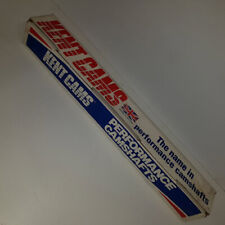 KENT CAMS
The name in
performance camshafts
KENT CAMS
PERFORMANCE
CAMSHAFTS